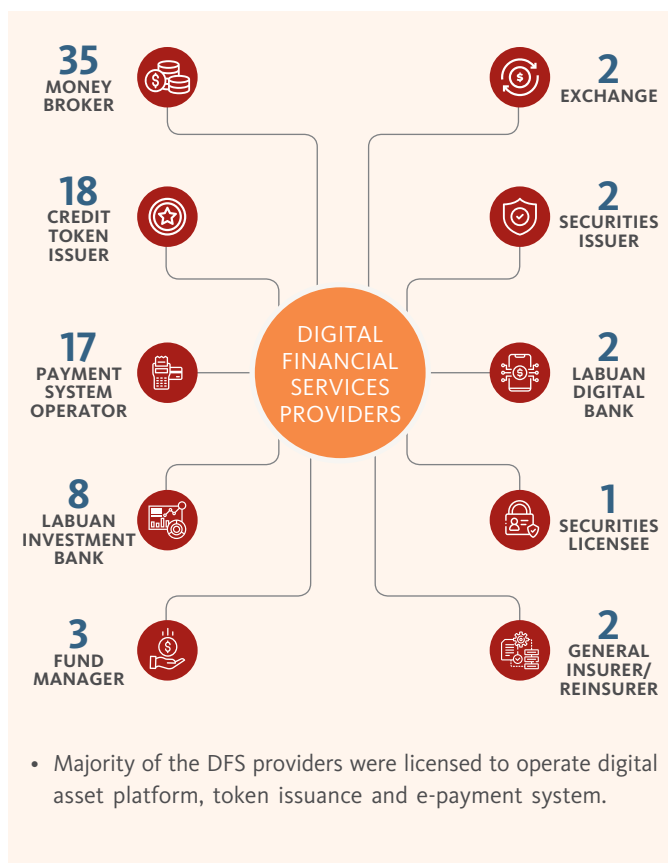 35
MONEY
BROKER
18
CREDIT
TOKEN
ISSUER
17
PAYMENT
SYSTEM
OPERATOR
8
LABUAN
INVESTMENT
BANK
3
FUND
MANAGER
DIGITAL
FINANCIAL
SERVICES
PROVIDERS
2
EXCHANGE
2
SECURITIES
ISSUER
2
LABUAN
DIGITAL
BANK
1
SECURITIES
LICENSEE
2
GENERAL
INSURER/
REINSURER
• Majority of the DFS providers were licensed to operate digital
asset platform, token issuance and e-payment system.